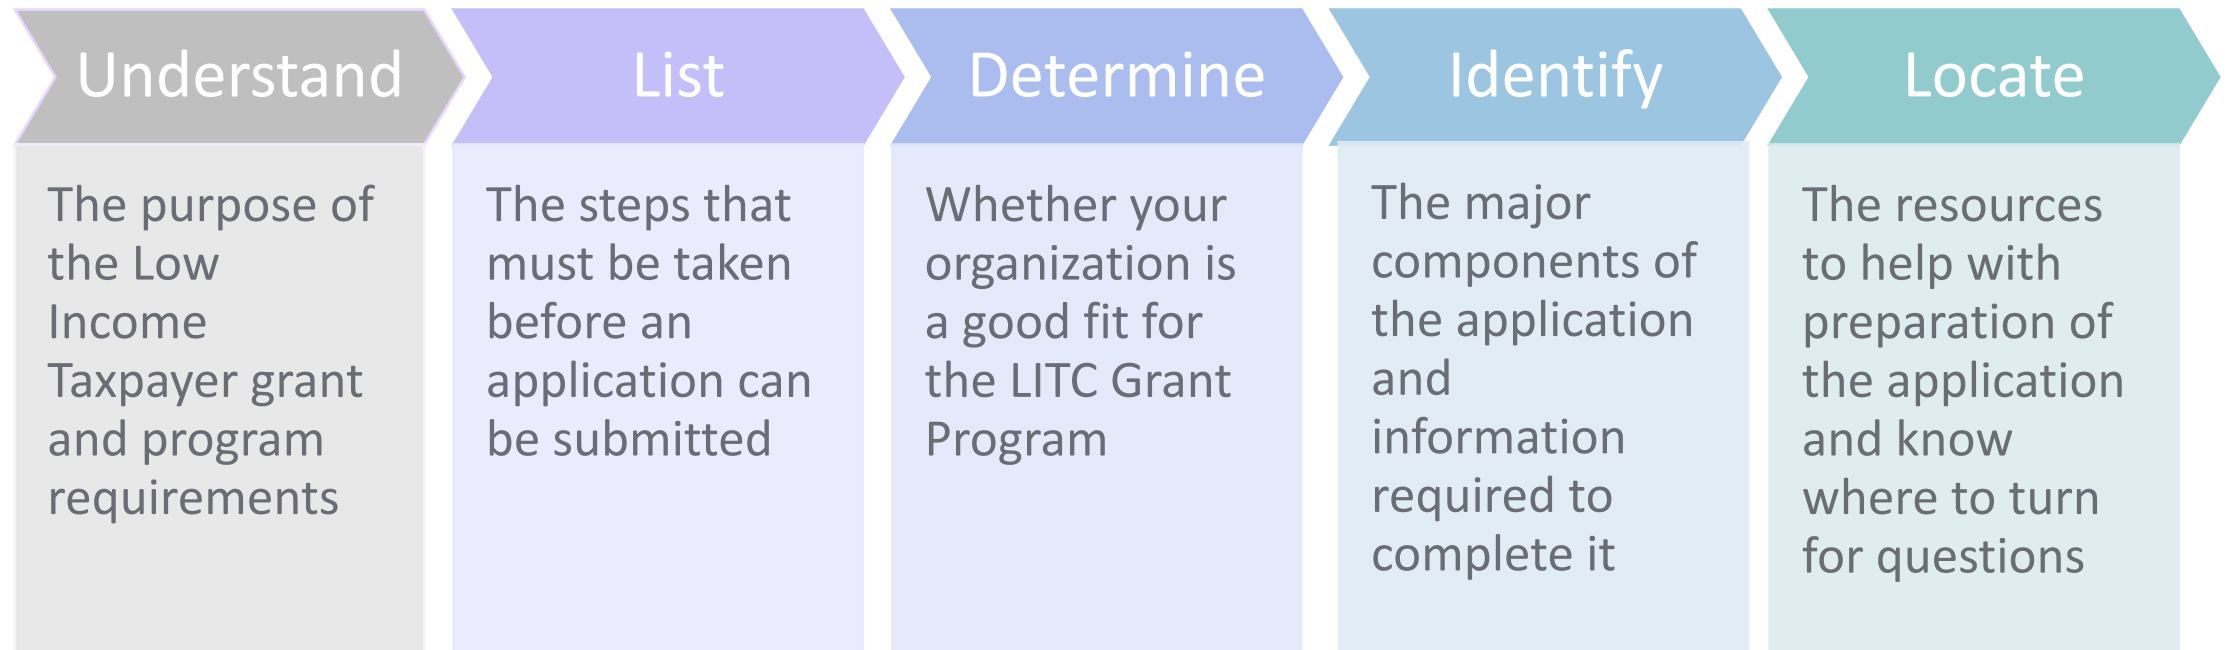 Understand
The purpose of
the Low
Income
Taxpayer grant
and program
requirements
List
The steps that
must be taken
before an
application can
be submitted
Determine
Whether your
organization is
a good fit for
the LITC Grant
Program
Identify
The major
components of
the application
and
information
required to
complete it
Locate
The resources
to help with
preparation of
the application
and know
where to turn
for questions